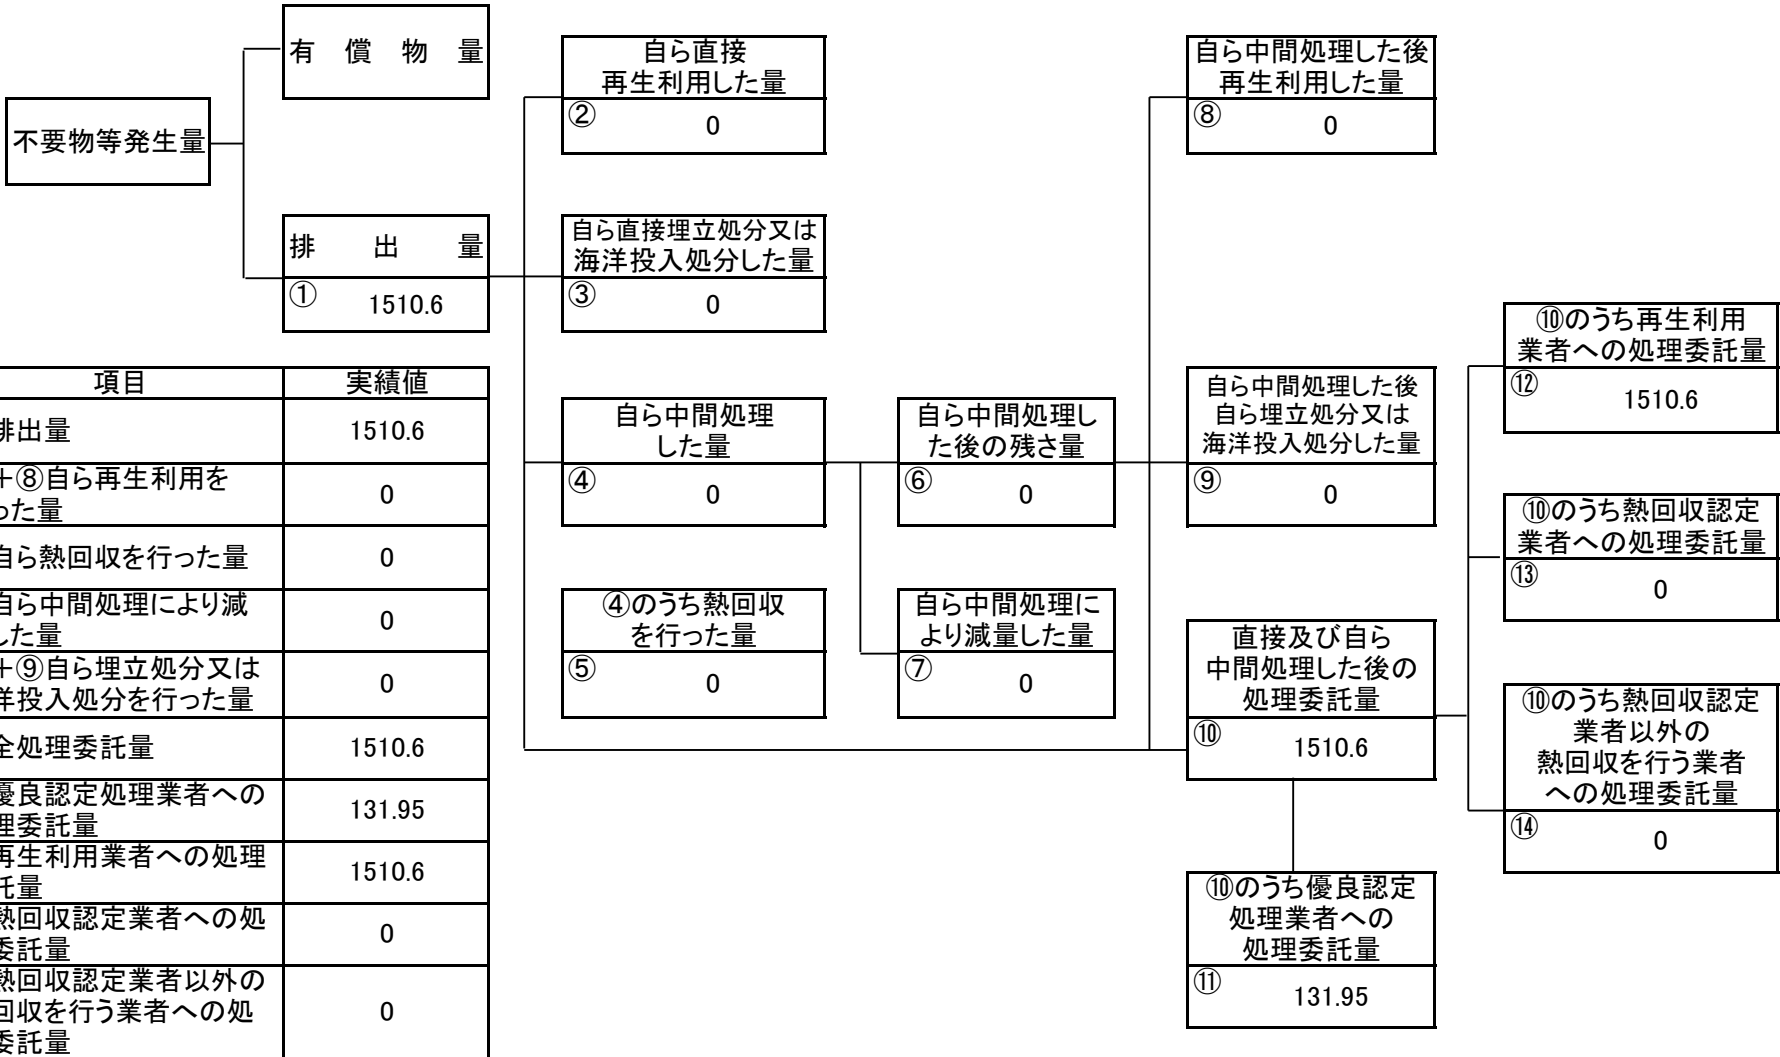 有 償 物 量
不要物等発生量
排 出 量
① 1510.6
自ら直接
再生利用した量
② 0
自ら直接埋立処分又は
海洋投入処分した量
③ 0
自ら中間処理
した量
④ 0
④のうち熱回収
を行った量
⑤ 0
自ら中間処理し
た後の残さ量
⑥ 0
自ら中間処理に
より減量した量
⑦ 0
自ら中間処理した後
再生利用した量
⑧ 0
自ら中間処理した後
自ら埋立処分又は
海洋投入処分した量
⑨ 0
直接及び自ら
中間処理した後の
処理委託量
⑩ 1510.6
⑩のうち優良認定
処理業者への
処理委託量
⑪ 131.95
⑩のうち再生利用
業者への処理委託量
⑫ 1510.6
⑩のうち熱回収認定
業者への処理委託量
⑬ 0
⑩のうち熱回収認定
業者以外の
熱回収を行う業者
への処理委託量
⑭ 0
項目 実績値
排出量 1510.6
+⑧自ら再生利用を
った量 0
自ら熱回収を行った量 0
自ら中間処理により減
した量 0
+⑨自ら埋立処分又は
洋投入処分を行った量 0
全処理委託量 1510.6
優良認定処理業者への
理委託量 131.95
再生利用業者への処理
託量 1510.6
熱回収認定業者への処
委託量 0
熱回収認定業者以外の
回収を行う業者への処
委託量 0